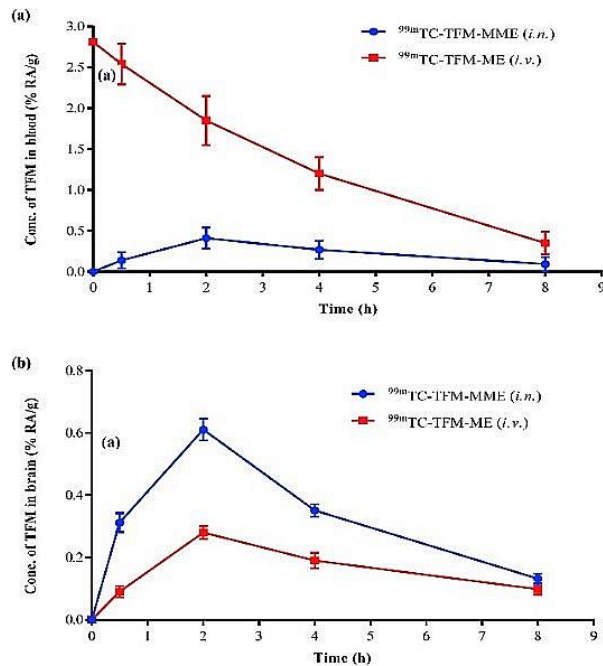 (a)
⁹⁹ᵐTC-TFM-MME (i.n.)
⁹⁹ᵐTC-TFM-ME (i.v.)
(a)
Conc. of TFM in blood (% RA/g)
3.0
2.5
2.0
1.5
1.0
0.5
0.0
0 1 2 3 4 5 6 7 8 9
Time (h)
(b)
⁹⁹ᵐTC-TFM-MME (i.n.)
⁹⁹ᵐTC-TFM-ME (i.v.)
(a)
Conc. of TFM in brain (% RA/g)
0.8
0.6
0.4
0.2
0.0
0 1 2 3 4 5 6 7 8 9
Time (h)